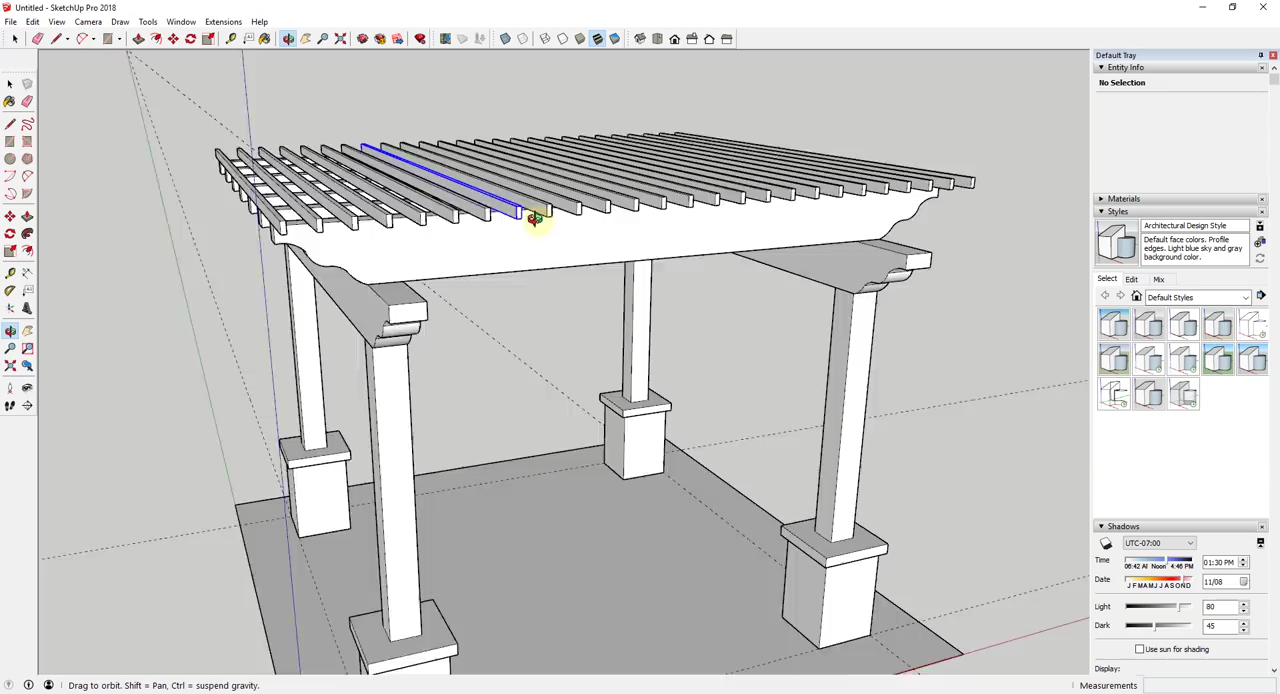 Untitled - SketchUp Pro 2018
File Edit View Camera Draw Tools Window Extensions Help
Default Tray
Entity Info
No Selection
Materials
Styles
Architectural Design Style
Default face colors. Profile edges. Light blue sky and gray background color.
Select Edit Mix
Default Styles
Shadows
UTC-07:00
Time 06:42 AM Noon 4:46 PM 01:30 PM
Date J F M A M J J A S O N D 11/08
Light 80
Dark 45
Use sun for shading
Display:
Drag to orbit. Shift = Pan, Ctrl = suspend gravity.
Measurements